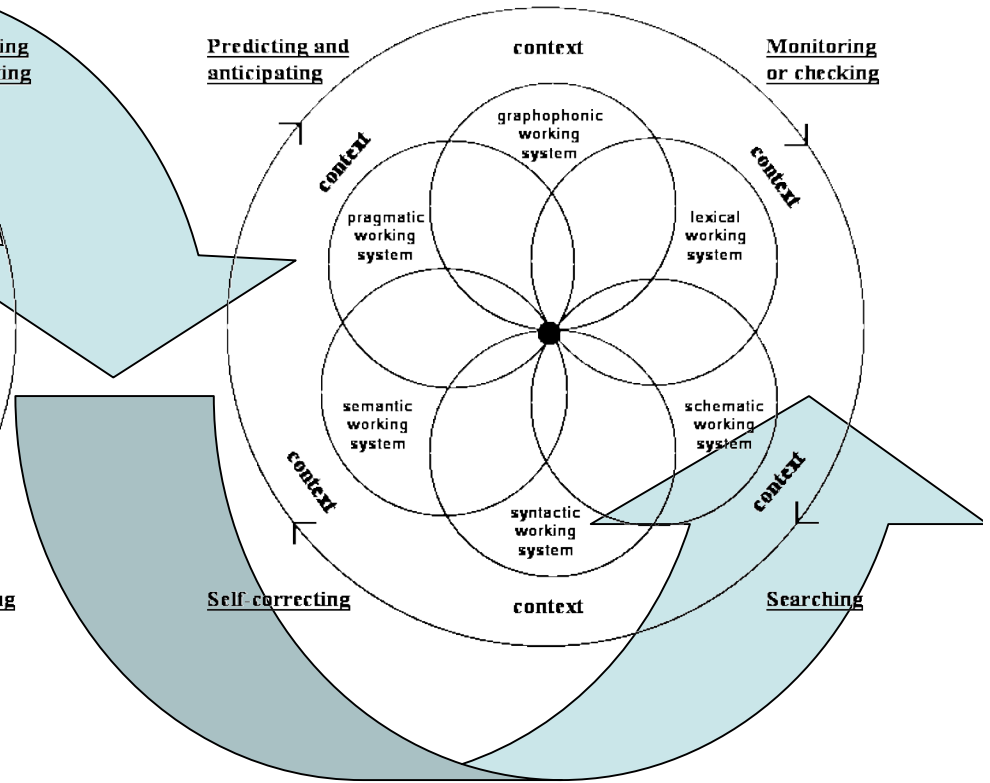 Predicting and
anticipating
context
Monitoring
or checking
graphophonic
working
system
context
context
pragmatic
working
system
lexical
working
system
semantic
working
system
schematic
working
system
context
context
syntactic
working
system
Self-correcting
context
Searching